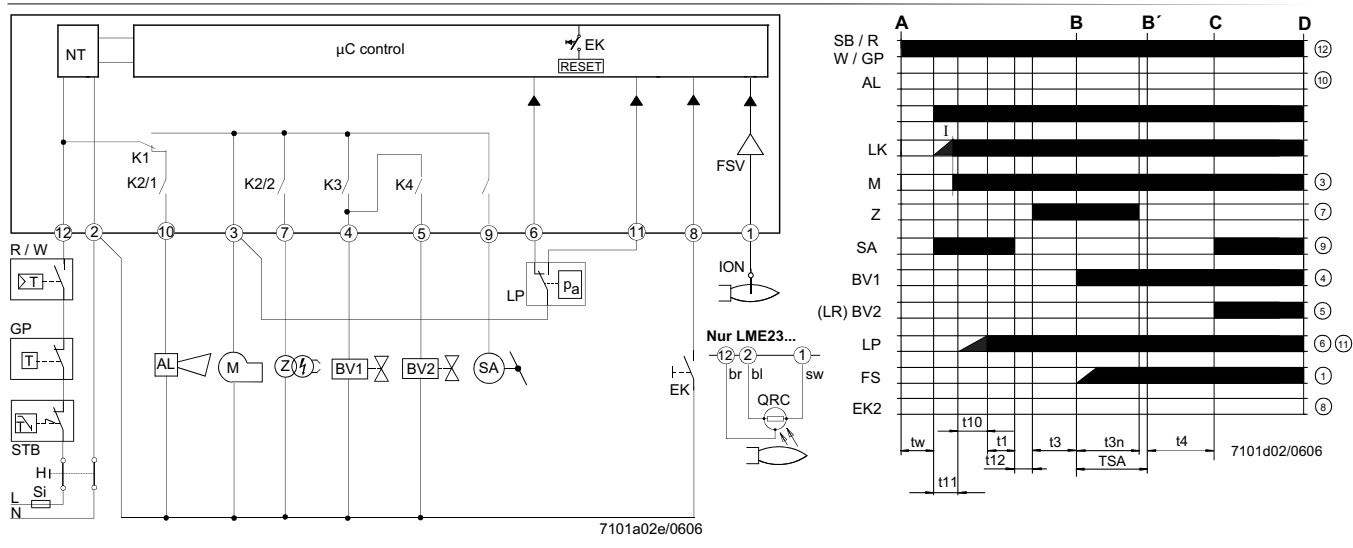 NT
µC control
EK
RESET
FSV
K1
K2/1
K2/2
K3
K4
12
2
10
3
7
4
5
9
6
11
8
1
R / W
T
GP
T
STB
H
Si
L
N
AL
M
Z
BV1
BV2
SA
LP
pa
ION
EK
Nur LME23...
12
2
1
br
bl
sw
QRC
7101a02e/0606
A
B
B´
C
D
SB / R
W / GP
12
AL
10
I
LK
M
3
Z
7
SA
9
BV1
4
(LR) BV2
5
LP
6
11
FS
1
EK2
8
t10
tw
t1
t3
t3n
t4
t12
TSA
t11
7101d02/0606